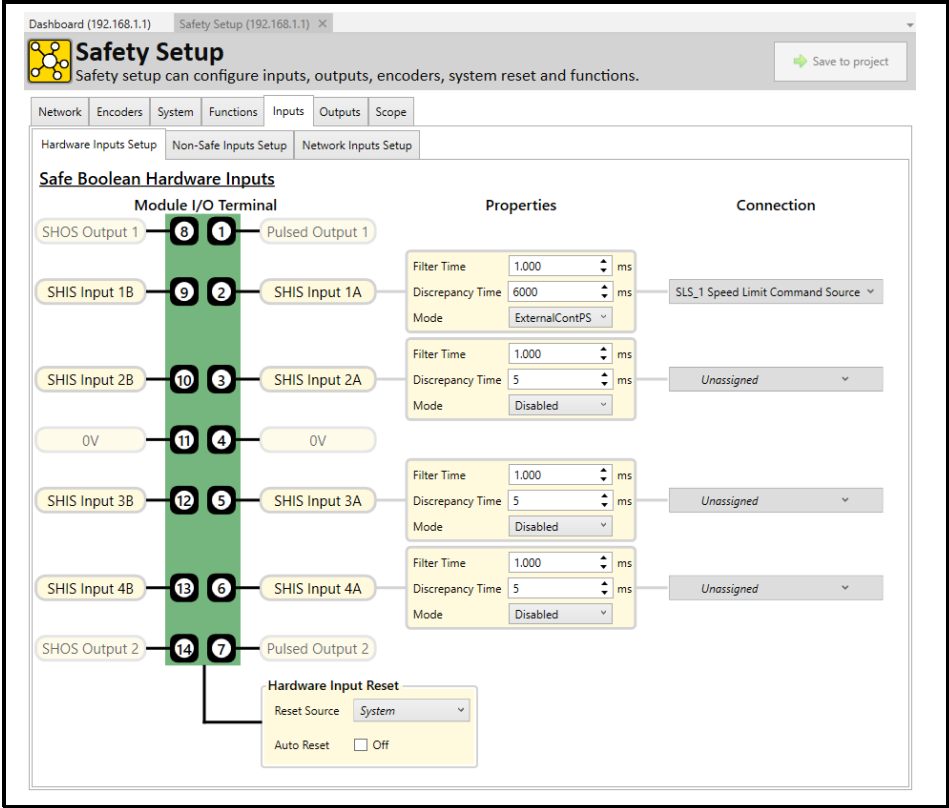 Dashboard (192.168.1.1) Safety Setup (192.168.1.1) ×
Safety Setup
Safety setup can configure inputs, outputs, encoders, system reset and functions.
Save to project
Network Encoders System Functions Inputs Outputs Scope
Hardware Inputs Setup Non-Safe Inputs Setup Network Inputs Setup
Safe Boolean Hardware Inputs
Module I/O Terminal Properties Connection
SHOS Output 1 8 1 Pulsed Output 1
Filter Time 1.000 ms
SHIS Input 1B 9 2 SHIS Input 1A Discrepancy Time 6000 ms SLS_1 Speed Limit Command Source
Mode ExternalContPS
Filter Time 1.000 ms
SHIS Input 2B 10 3 SHIS Input 2A Discrepancy Time 5 ms Unassigned
Mode Disabled
0V 11 4 0V
Filter Time 1.000 ms
SHIS Input 3B 12 5 SHIS Input 3A Discrepancy Time 5 ms Unassigned
Mode Disabled
Filter Time 1.000 ms
SHIS Input 4B 13 6 SHIS Input 4A Discrepancy Time 5 ms Unassigned
Mode Disabled
SHOS Output 2 14 7 Pulsed Output 2
Hardware Input Reset
Reset Source System
Auto Reset Off